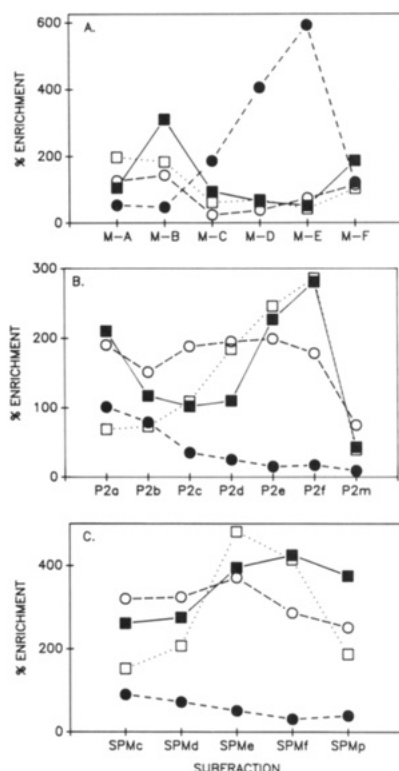 A.
600
400
200
0
% ENRICHMENT
M-A M-B M-C M-D M-E M-F
B.
300
200
100
0
% ENRICHMENT
P2a P2b P2c P2d P2e P2f P2m
C.
400
200
0
% ENRICHMENT
SPMc SPMd SPMe SPMf SPMp
SUBFRACTION